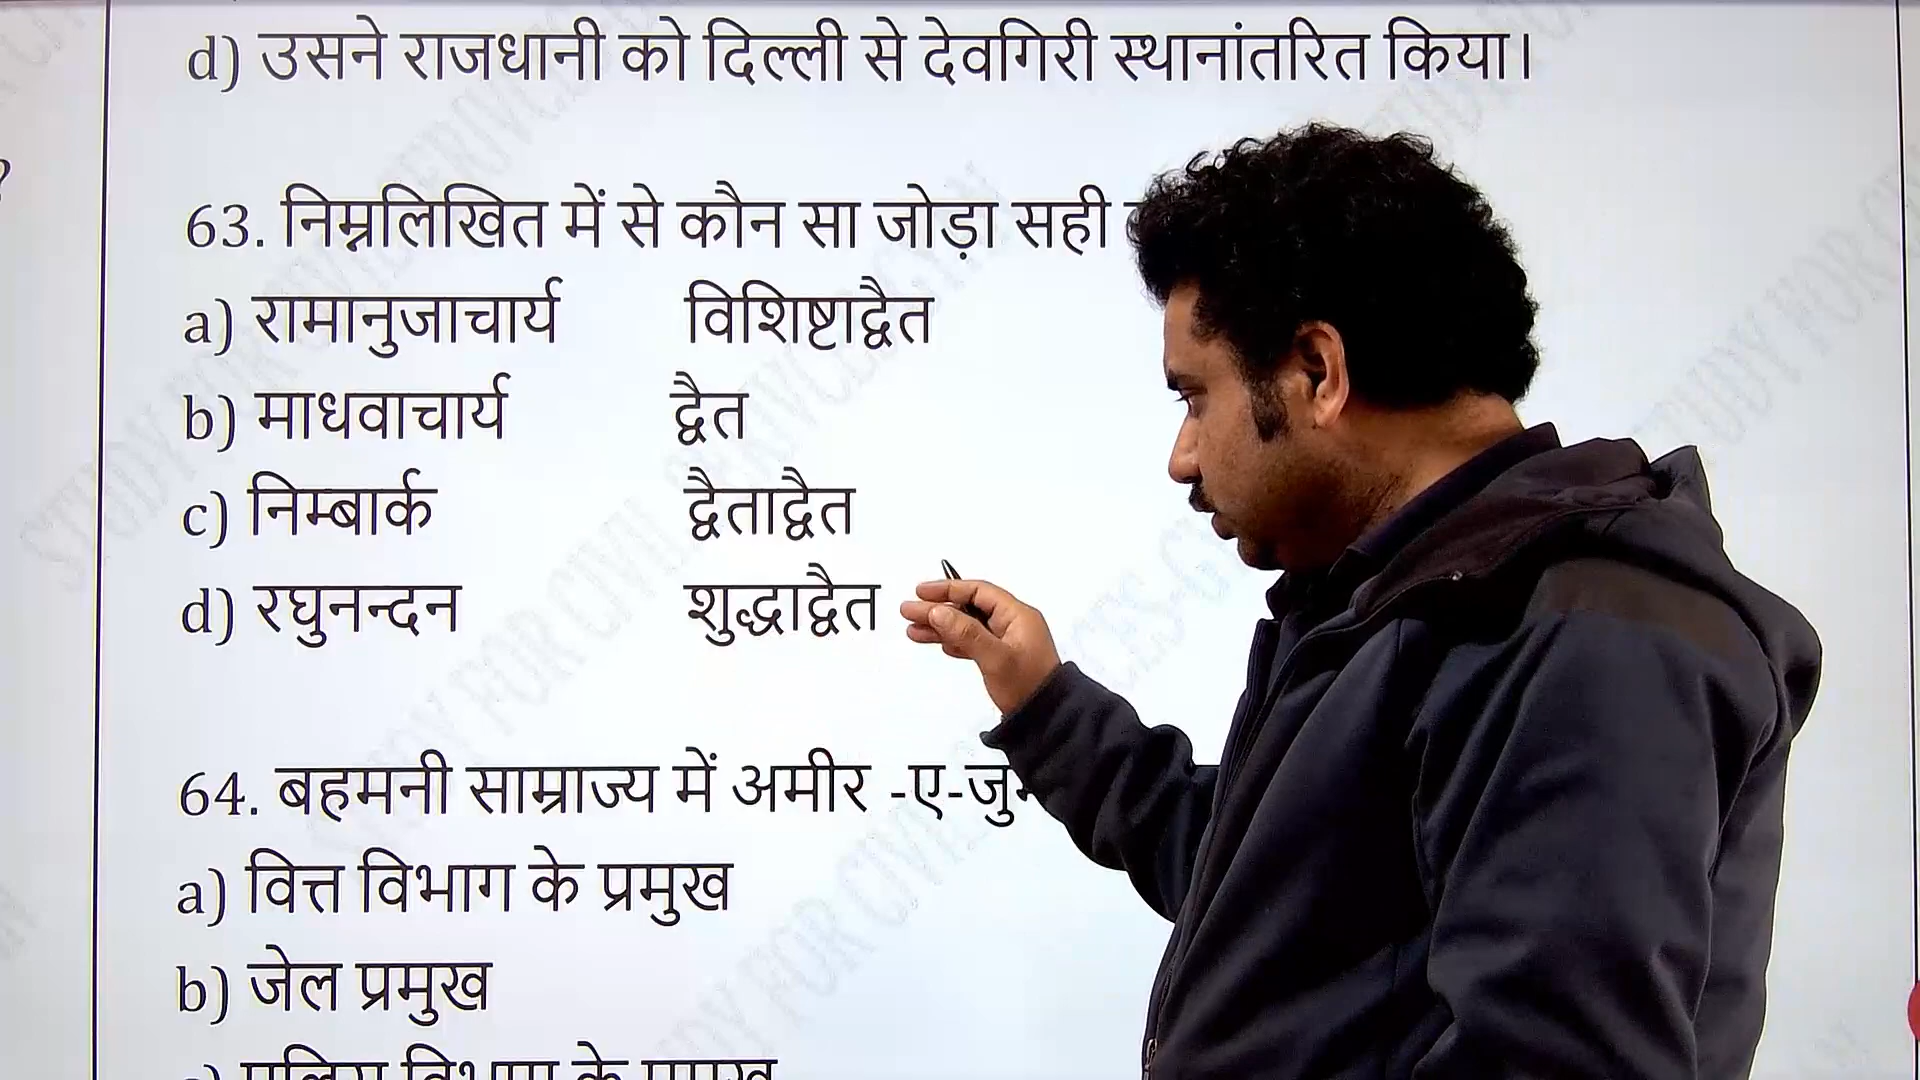 d) उसने राजधानी को दिल्ली से देवगिरी स्थानांतरित किया।
63. निम्नलिखित में से कौन सा जोड़ा सही
a) रामानुजाचार्य विशिष्टाद्वैत
b) माधवाचार्य द्वैत
c) निम्बार्क द्वैताद्वैत
d) रघुनन्दन शुद्धाद्वैत
64. बहमनी साम्राज्य में अमीर -ए-
a) वित्त विभाग के प्रमुख
b) जेल प्रमुख